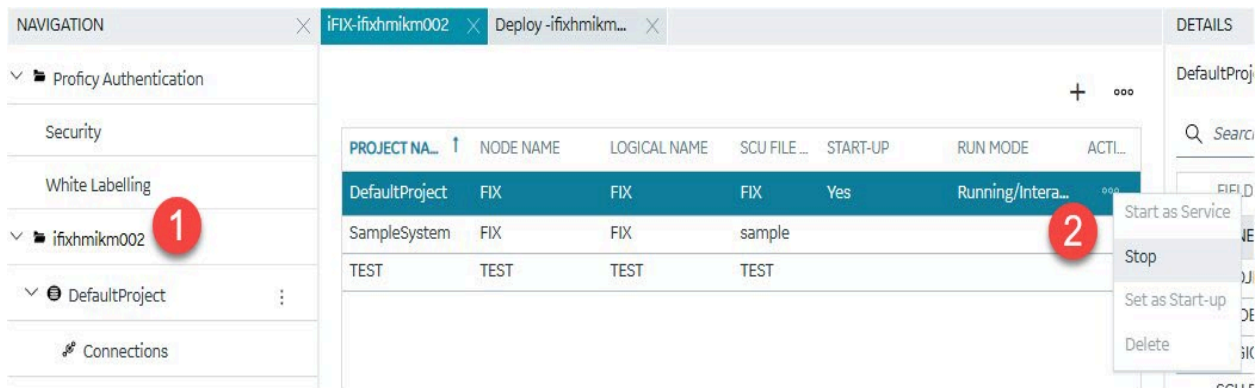 NAVIGATION
iFIX-ifixhmikm002
Deploy -ifixhmikm...
DETAILS
Proficy Authentication
DefaultProj
Security
Searc
PROJECT NA... NODE NAME LOGICAL NAME SCU FILE ... START-UP RUN MODE ACTI...
White Labelling
DefaultProject FIX FIX FIX Yes Running/Intera...
FIELD
1
Start as Service
ifixhmikm002
SampleSystem FIX FIX sample
2
Stop
TEST TEST TEST TEST
DefaultProject
Set as Start-up
Connections
Delete